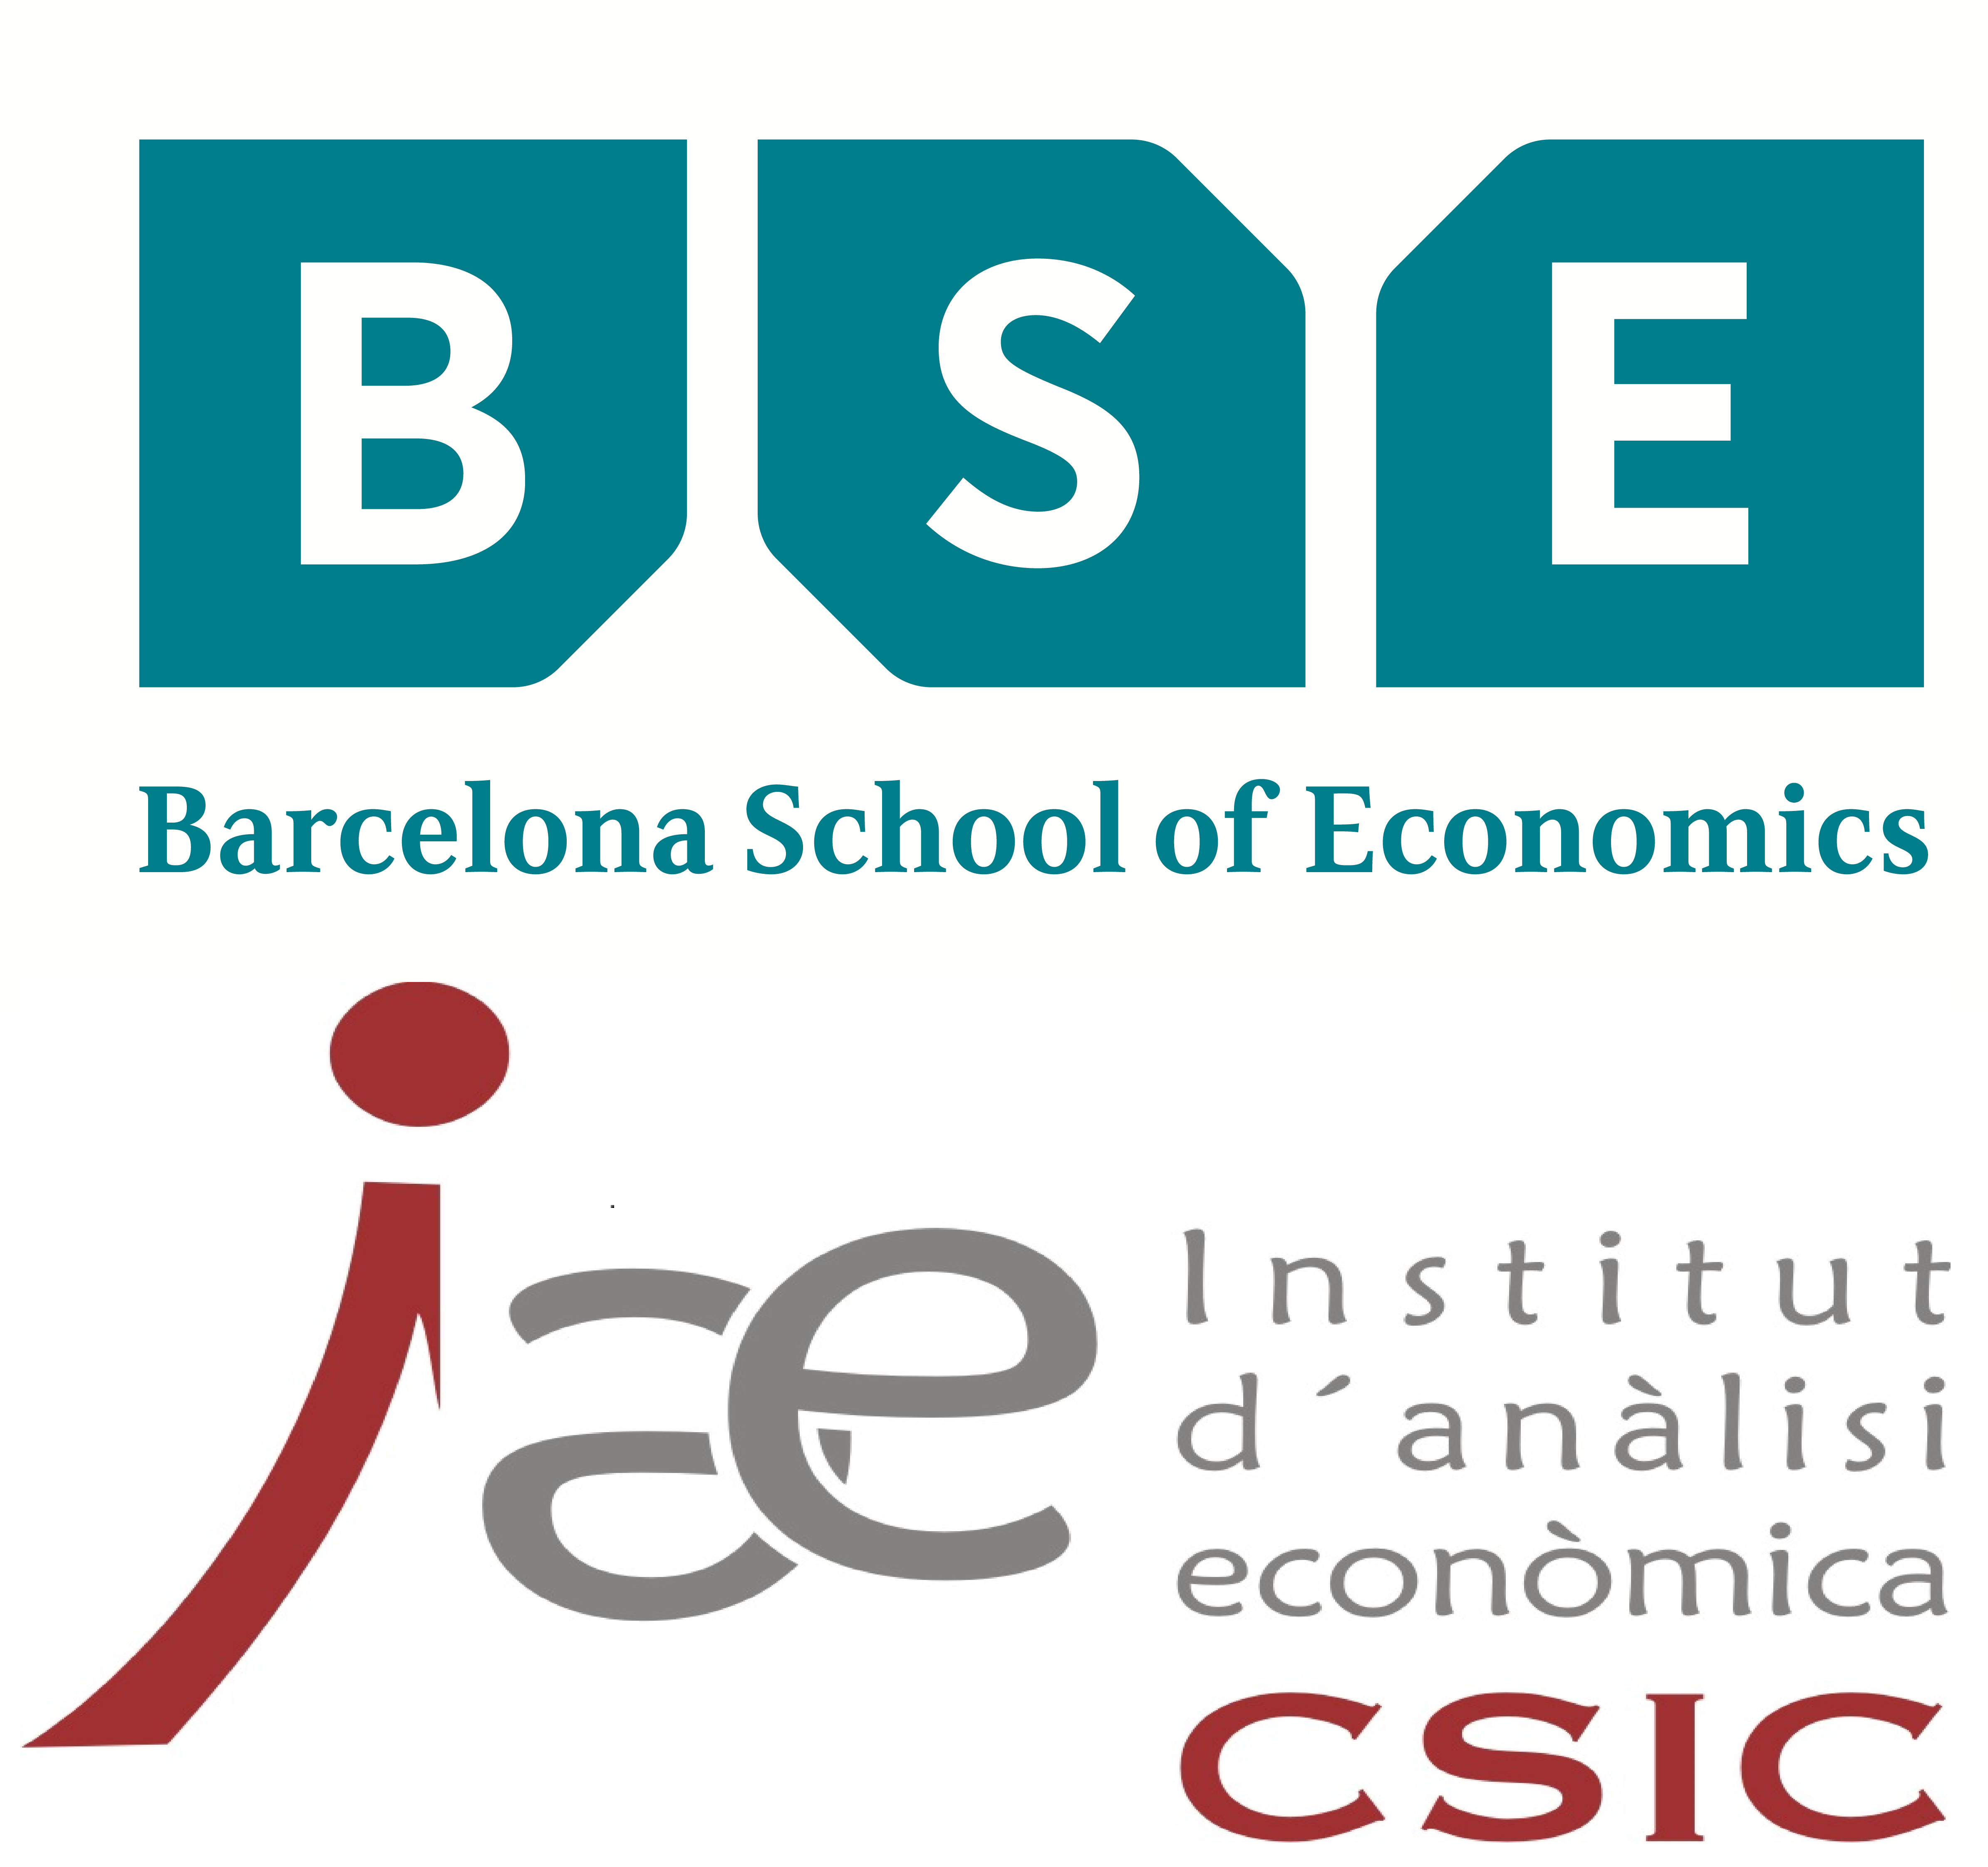 BSE
Barcelona School of Economics
iae
Institut
d´anàlisi
econòmica
CSIC